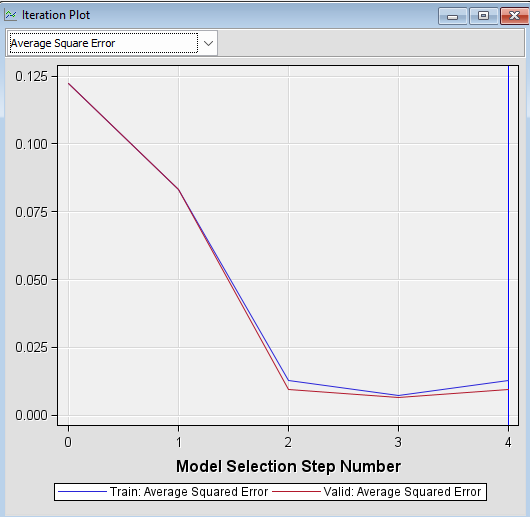 Iteration Plot
Average Square Error
0.125
0.100
0.075
0.050
0.025
0.000
0 1 2 3 4
Model Selection Step Number
Train: Average Squared Error Valid: Average Squared Error